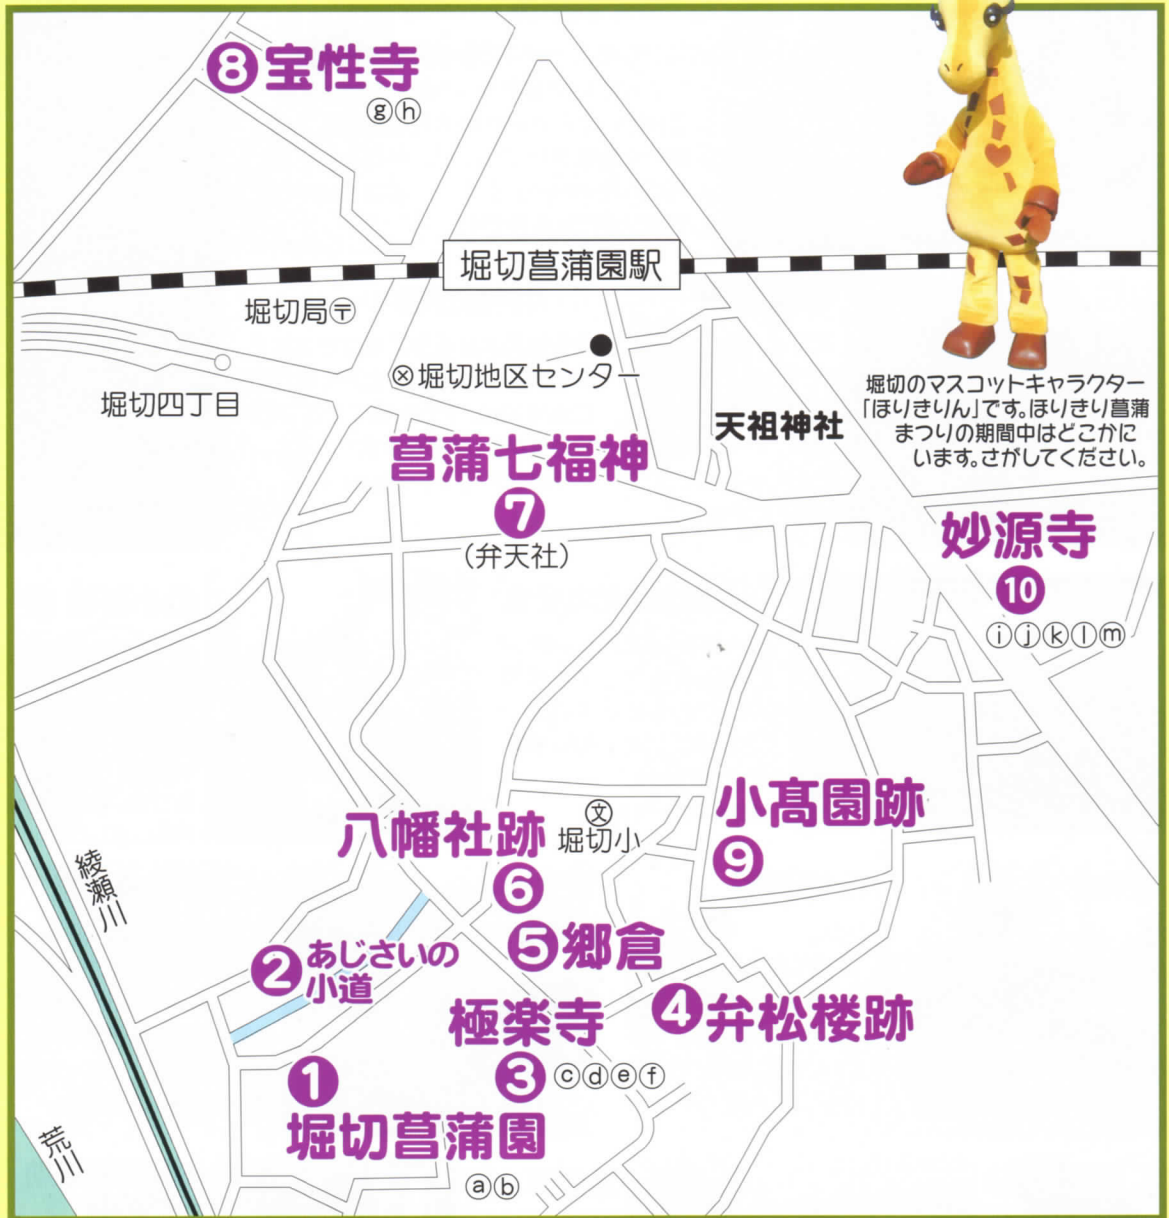 ⑧宝性寺
ⓖⓗ
堀切菖蒲園駅
堀切局〒
堀切四丁目
ⓧ堀切地区センター
天祖神社
堀切のマスコットキャラクター
「ほりきりん」です。ほりきり菖蒲
まつりの期間中はどこかに
います。さがしてください。
菖蒲七福神
⑦
（弁天社）
妙源寺
⑩
ⓘⓙⓚⓛⓜ
小髙園跡
⑨
文
堀切小
八幡社跡
⑥
⑤郷倉
綾瀬川
②あじさいの
小道
極楽寺
③ⓒⓓⓔⓕ
④弁松楼跡
①
堀切菖蒲園
ⓐⓑ
荒川